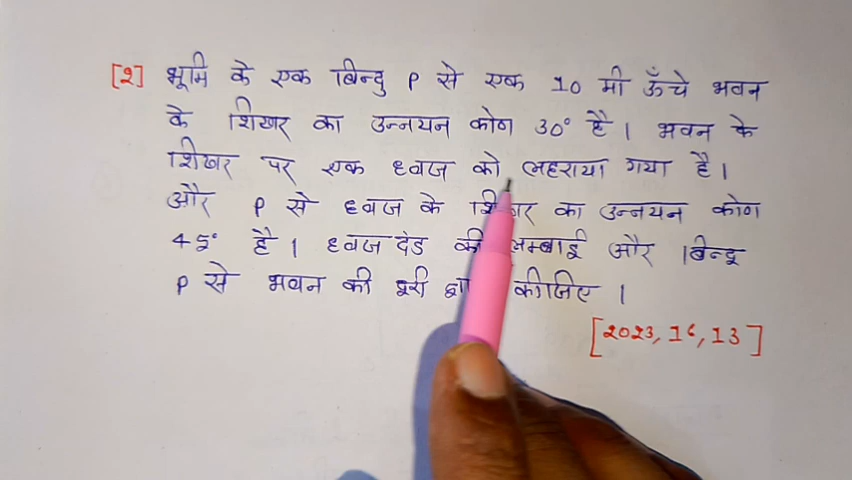 [2] भूमि के एक बिन्दु P से एक 10 मी ऊँचे भवन
के शिखर का उन्नयन कोण 30° है । भवन के
शिखर पर एक ध्वज को लहराया गया है ।
और P से ध्वज के का उन्नयन कोण
45° है । ध्वज दंड की लम्बाई और बिन्दु
P से भवन की दूरी कीजिए ।
[2023, 16, 13]